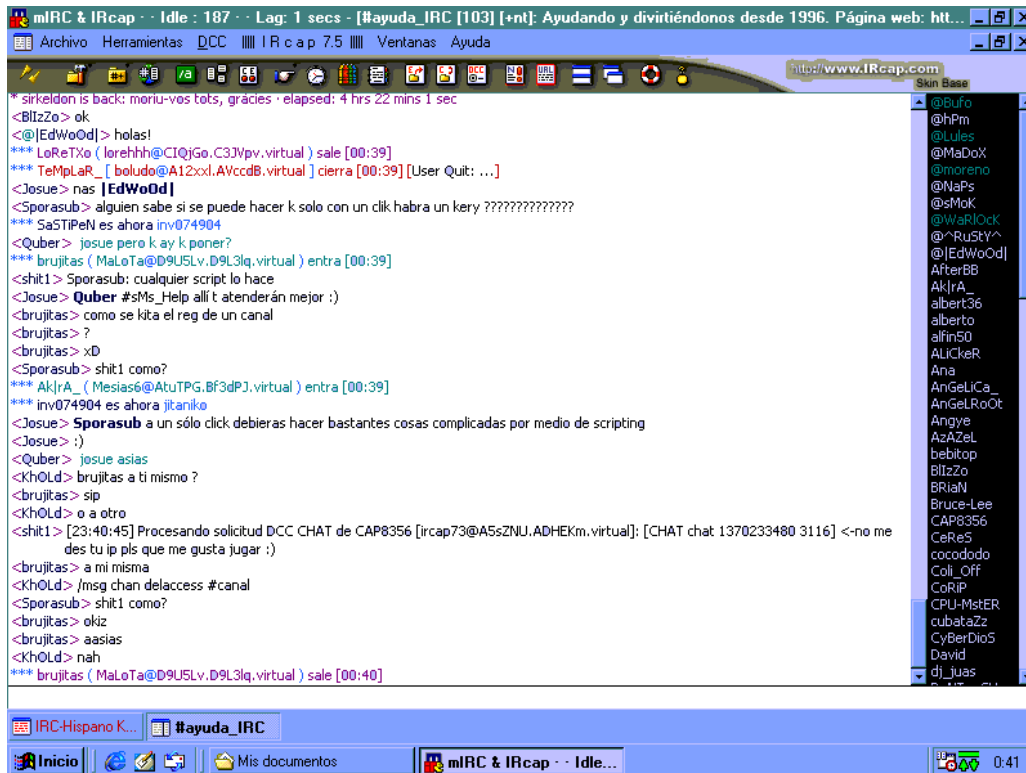 mIRC & IRcap · · Idle : 187 · · Lag: 1 secs - [#ayuda_IRC [103] [+nt]: Ayudando y divirtiéndonos desde 1996. Página web: htt...
Archivo Herramientas DCC IIIII I R c a p 7.5 IIIII Ventanas Ayuda
http://www.IRcap.com
Skin Base
* sirkeldon is back: moriu-vos tots, gràcies · elapsed: 4 hrs 22 mins 1 sec
<BlIzZo> ok
<@|EdWoOd|> holas!
*** LoReTXo ( lorehhh@CIQjGo.C3JVpv.virtual ) sale [00:39]
*** TeMpLaR_ [ boludo@A12xxl.AVccdB.virtual ] cierra [00:39] [User Quit: ...]
<Josue> nas |EdWoOd|
<Sporasub> alguien sabe si se puede hacer k solo con un clik habra un kery ??????????????
*** SaSTiPeN es ahora inv074904
<Quber> josue pero k ay k poner?
*** brujitas ( MaLoTa@D9U5Lv.D9L3lq.virtual ) entra [00:39]
<shit1> Sporasub: cualquier script lo hace
<Josue> Quber #sMs_Help allí t atenderán mejor :)
<brujitas> como se kita el reg de un canal
<brujitas> ?
<brujitas> xD
<Sporasub> shit1 como?
*** Ak|rA_ ( Mesias6@AtuTPG.Bf3dPJ.virtual ) entra [00:39]
*** inv074904 es ahora jitaniko
<Josue> Sporasub a un sólo click debieras hacer bastantes cosas complicadas por medio de scripting
<Josue> :)
<Quber> josue asias
<KhOLd> brujitas a ti mismo ?
<brujitas> sip
<KhOLd> o a otro
<shit1> [23:40:45] Procesando solicitud DCC CHAT de CAP8356 [ircap73@A5sZNU.ADHEKm.virtual]: [CHAT chat 1370233480 3116] <-no me
des tu ip pls que me gusta jugar :)
<brujitas> a mi misma
<KhOLd> /msg chan delaccess #canal
<Sporasub> shit1 como?
<brujitas> okiz
<brujitas> aasias
<KhOLd> nah
*** brujitas ( MaLoTa@D9U5Lv.D9L3lq.virtual ) sale [00:40]
@Bufo
@hPm
@Lules
@MaDoX
@moreno
@NaPs
@sMoK
@WaRlOcK
@^RuStY^
@|EdWoOd|
AfterBB
Ak|rA_
albert36
alberto
alfin50
ALiCkeR
Ana
AnGeLiCa_
AnGeLRoOt
Angye
AzAZeL
bebitop
BlIzZo
BRiaN
Bruce-Lee
CAP8356
CeReS
cocododo
Coli_Off
CoRiP
CPU-MstER
cubataZz
CyBerDioS
David
dj_juas
IRC-Hispano K...
#ayuda_IRC
Inicio
Mis documentos
mIRC & IRcap · · Idle...
0:41